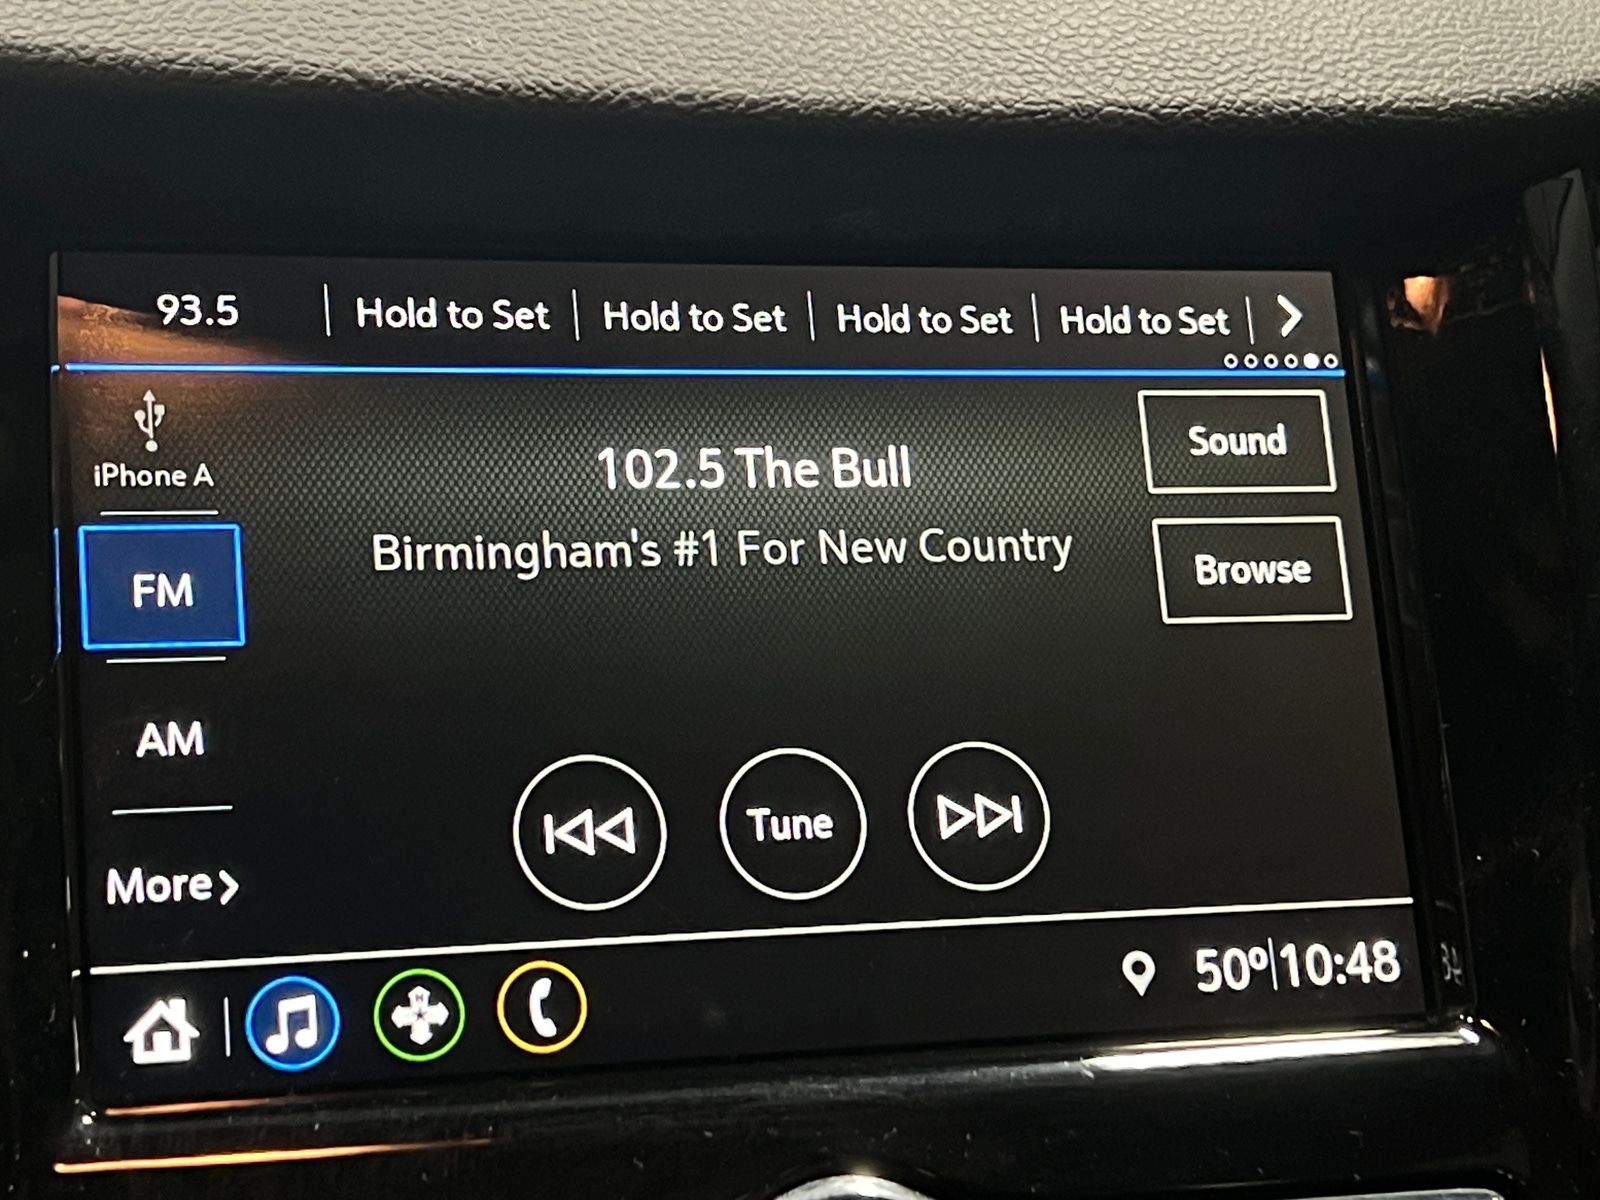 93.5 Hold to Set Hold to Set Hold to Set Hold to Set
iPhone A
Sound
102.5 The Bull
Birmingham's #1 For New Country
Browse
FM
AM
Tune
More
50° 10:48